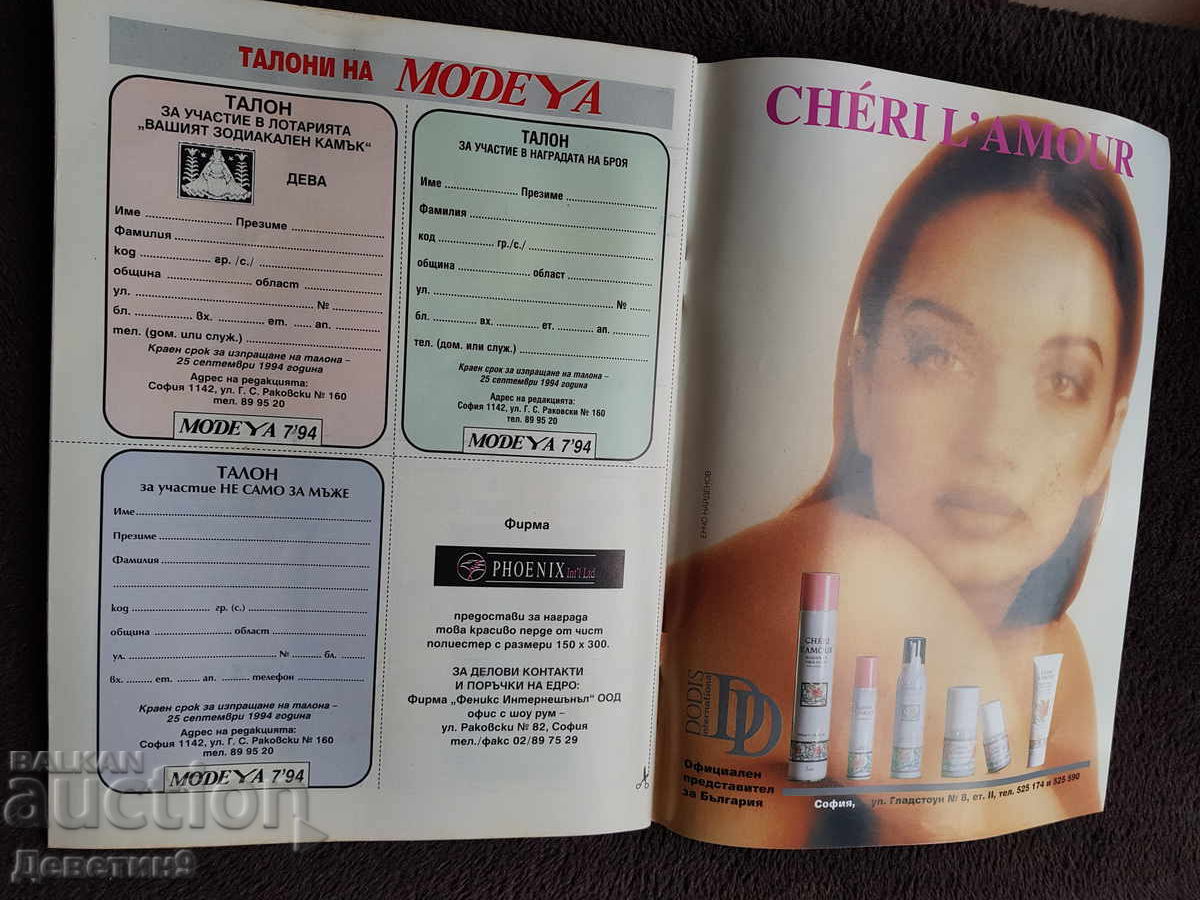 ТАЛОНИ НА MODEYA
ТАЛОН
ЗА УЧАСТИЕ В ЛОТАРИЯТА
„ВАШИЯТ ЗОДИАКАЛЕН КАМЪК“
ДЕВА
Име ............ Презиме ............
Фамилия ............
код ............ гр. /с./ ............
община ............ област ............
ул. ............ № ............
бл. ............ вх. ............ ет. ............ ап. ............
тел. (дом. или служ.) ............
Краен срок за изпращане на талона –
25 септември 1994 година
Адрес на редакцията:
София 1142, ул. Г. С. Раковски № 160
тел. 89 95 20
MODEYA 7'94
ТАЛОН
ЗА УЧАСТИЕ В НАГРАДАТА НА БРОЯ
Име ............ Презиме ............
Фамилия ............
код ............ гр./с./ ............
община ............ област ............
ул. ............ № ............
бл. ............ вх. ............ ет. ............ ап. ............
тел. (дом. или служ.) ............
Краен срок за изпращане на талона –
25 септември 1994 година
Адрес на редакцията:
София 1142, ул. Г. С. Раковски № 160
тел. 89 95 20
MODEYA 7'94
ТАЛОН
за участие НЕ САМО ЗА МЪЖЕ
Име ............
Презиме ............
Фамилия ............
код ............ гр. (с.) ............
община ............ област ............
ул. ............ № ............ бл. ............
вх. ............ ет. ............ ап. ............ телефон ............
Краен срок за изпращане на талона –
25 септември 1994 година
Адрес на редакцията:
София 1142, ул. Г. С. Раковски № 160
тел. 89 95 20
MODEYA 7'94
Фирма
PHOENIX Int'l Ltd
предостави за награда
това красиво перде от чист
полиестер с размери 150 x 300.
ЗА ДЕЛОВИ КОНТАКТИ
И ПОРЪЧКИ НА ЕДРО:
Фирма „Феникс Интернешънъл“ ООД
офис с шоу рум –
ул. Раковски № 82, София
тел./факс 02/89 75 29
CHÉRI L'AMOUR
ЕНЧО НАЙДЕНОВ
CHÉRI
L'AMOUR
DODIS
international
DD
Официален
представител
за България
София, ул. Гладстоун № 8, ет. II, тел. 525 174 и 525 590
BALKAN
auction
Деветин9